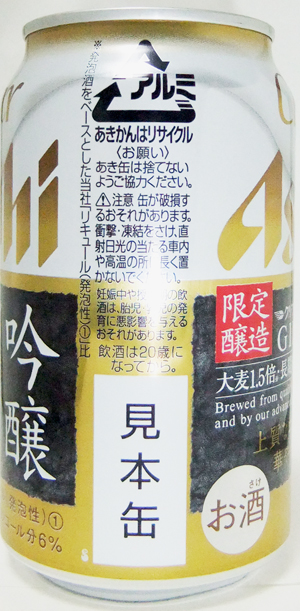 アルミ
あきかんはリサイクル
〈お願い〉
あき缶は捨てない
ようご協力ください。
注意 缶が破損す
るおそれがあります。
衝撃・凍結をさけ、直
射日光の当たる車内
や高温の所に長く置
かないでください。
妊娠中や授乳期の飲
酒は、胎児・乳児の発
育に悪影響を与える
おそれがあります。
飲酒は20歳に
なってから。
※発泡酒をベースとした当社「リキュール(発泡性)①」比
見本缶
hi
吟醸
発泡性)①
ール分6%
As
限定
醸造
大麦1.5倍※長
Brewed from
and by our adva
上質
華
お酒
さけ